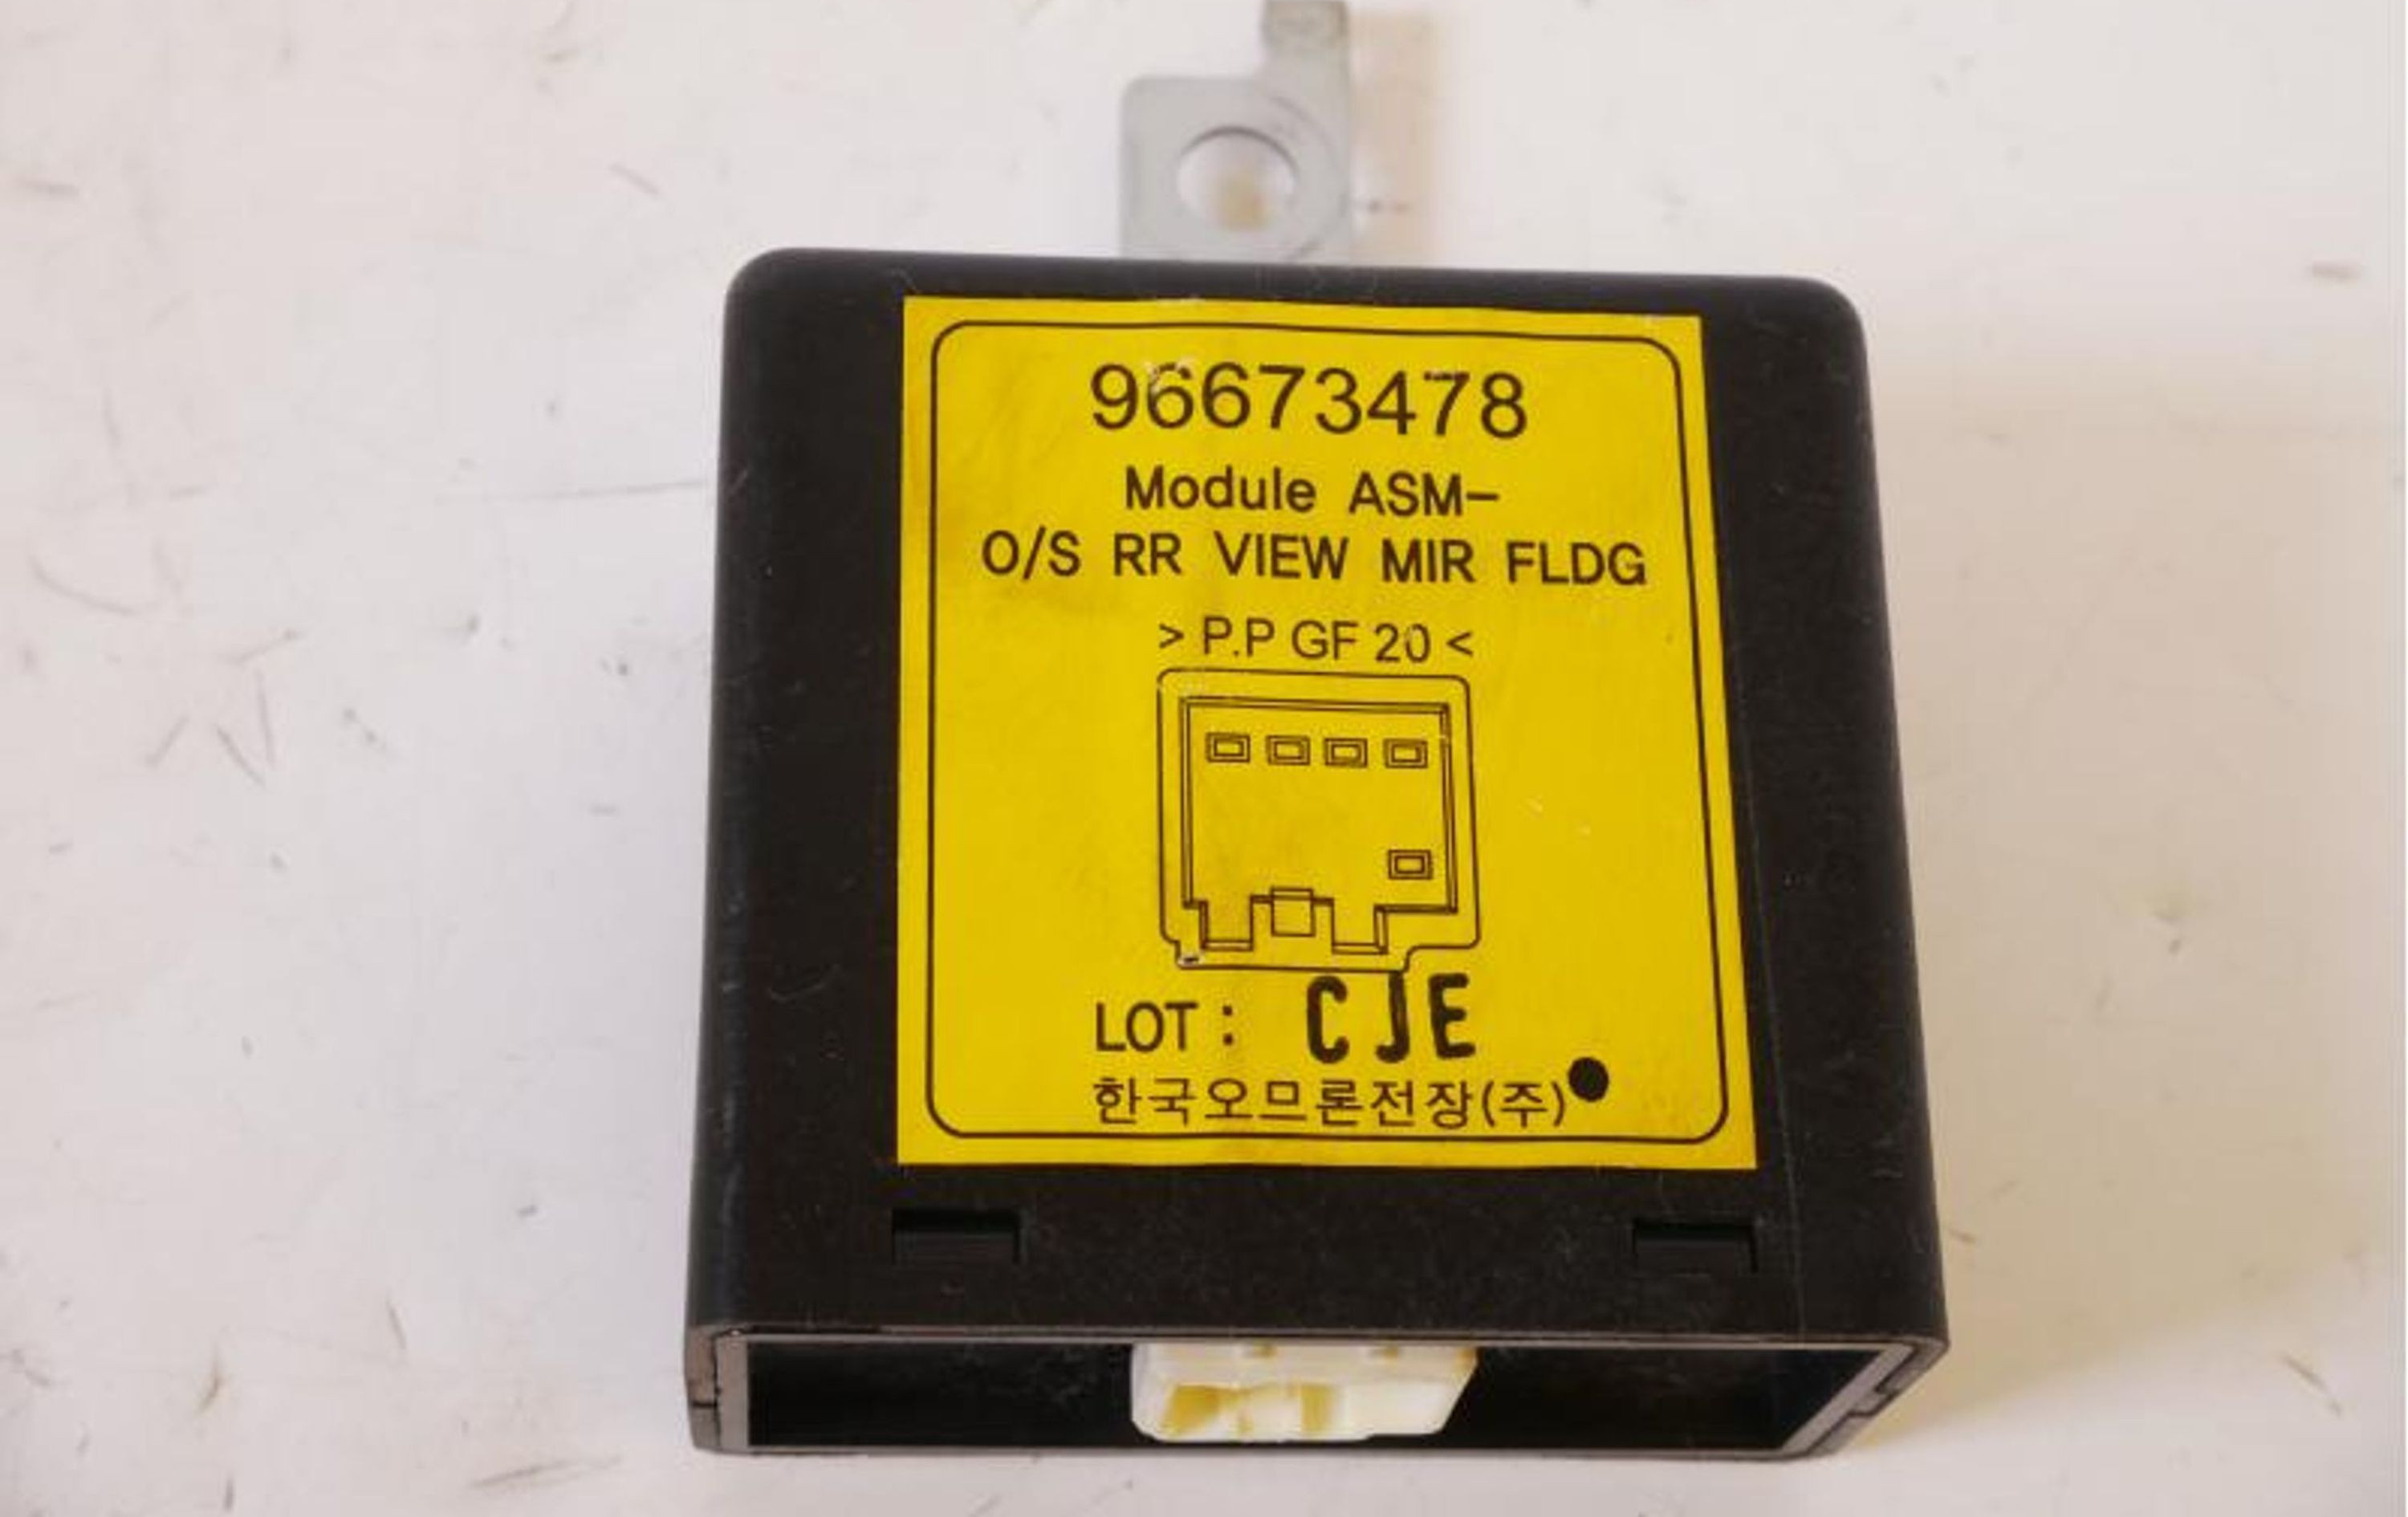 96673478
Module ASM-
O/S RR VIEW MIR FLDG
> P.P GF 20 <
LOT : CJE
한국오므론전장(주)